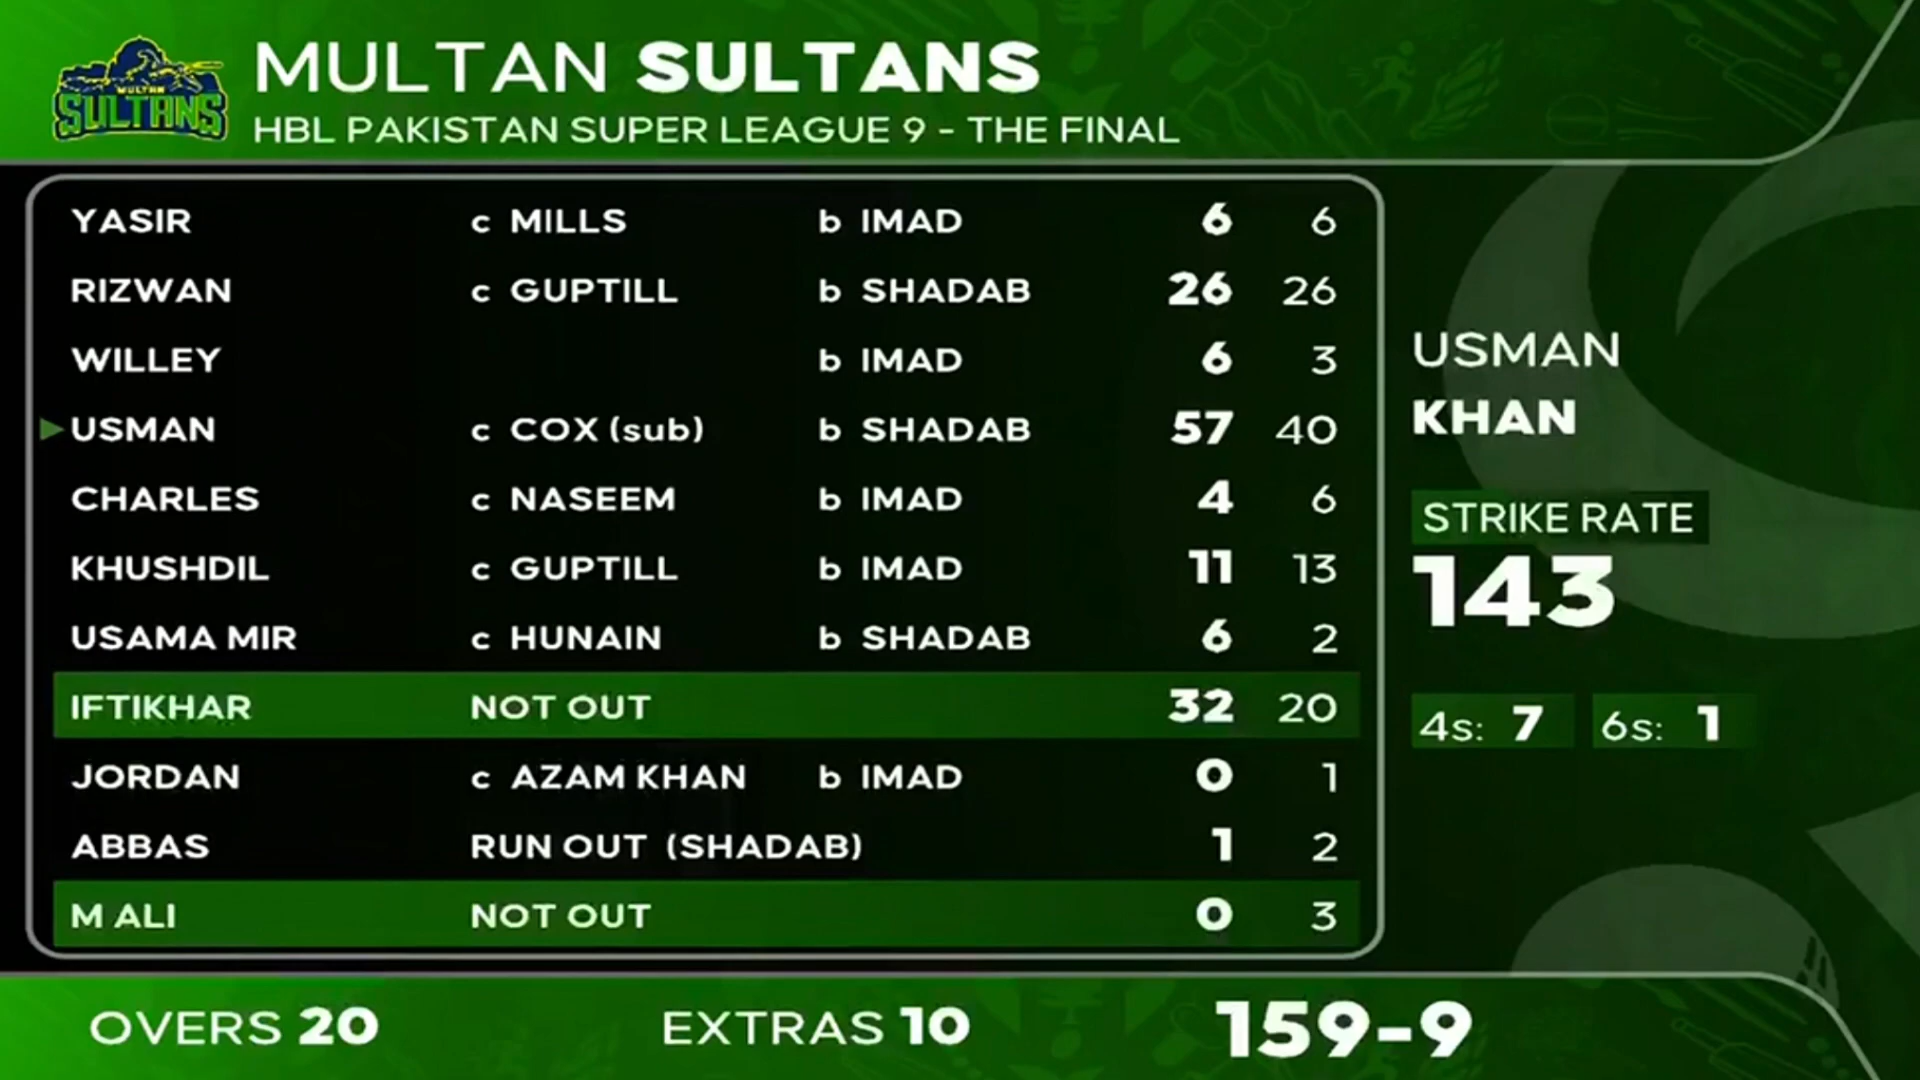 MULTAN SULTANS
MULTAN
SULTANS
HBL PAKISTAN SUPER LEAGUE 9 - THE FINAL
YASIR c MILLS b IMAD 6 6
RIZWAN c GUPTILL b SHADAB 26 26
WILLEY b IMAD 6 3
USMAN c COX (sub) b SHADAB 57 40
CHARLES c NASEEM b IMAD 4 6
KHUSHDIL c GUPTILL b IMAD 11 13
USAMA MIR c HUNAIN b SHADAB 6 2
IFTIKHAR NOT OUT 32 20
JORDAN c AZAM KHAN b IMAD 0 1
ABBAS RUN OUT (SHADAB) 1 2
M ALI NOT OUT 0 3
USMAN
KHAN
STRIKE RATE
143
4s: 7 6s: 1
OVERS 20 EXTRAS 10 159-9